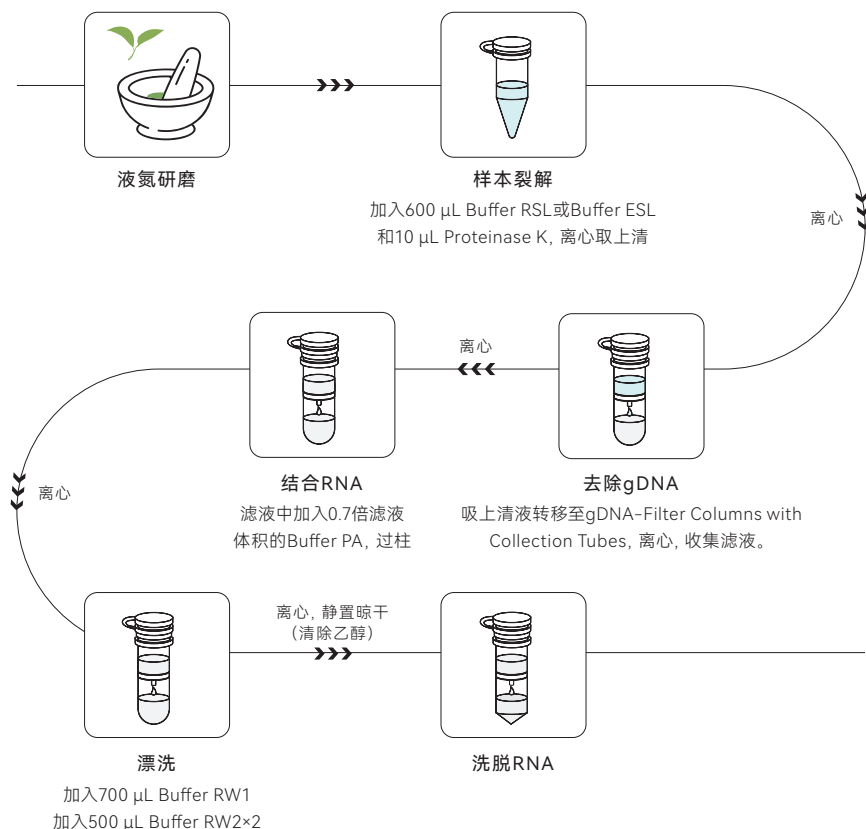 液氮研磨
样本裂解
加入600 μL Buffer RSL或Buffer ESL
和10 μL Proteinase K, 离心取上清
离心
离心
去除gDNA
吸上清液转移至gDNA-Filter Columns with
Collection Tubes, 离心, 收集滤液。
结合RNA
滤液中加入0.7倍滤液
体积的Buffer PA, 过柱
离心
漂洗
加入700 μL Buffer RW1
加入500 μL Buffer RW2×2
离心, 静置晾干
（清除乙醇）
洗脱RNA